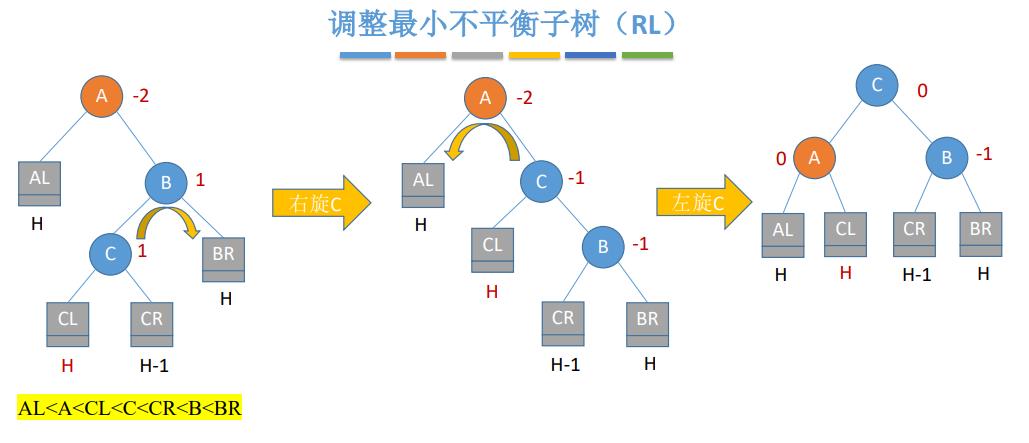 调整最小不平衡子树（RL）
A
-2
AL
H
B
1
C
1
BR
H
CL
H
CR
H-1
AL<A<CL<C<CR<B<BR
右旋C
A
-2
AL
H
C
-1
CL
H
B
-1
CR
H-1
BR
H
左旋C
C
0
0
A
B
-1
AL
H
CL
H
CR
H-1
BR
H